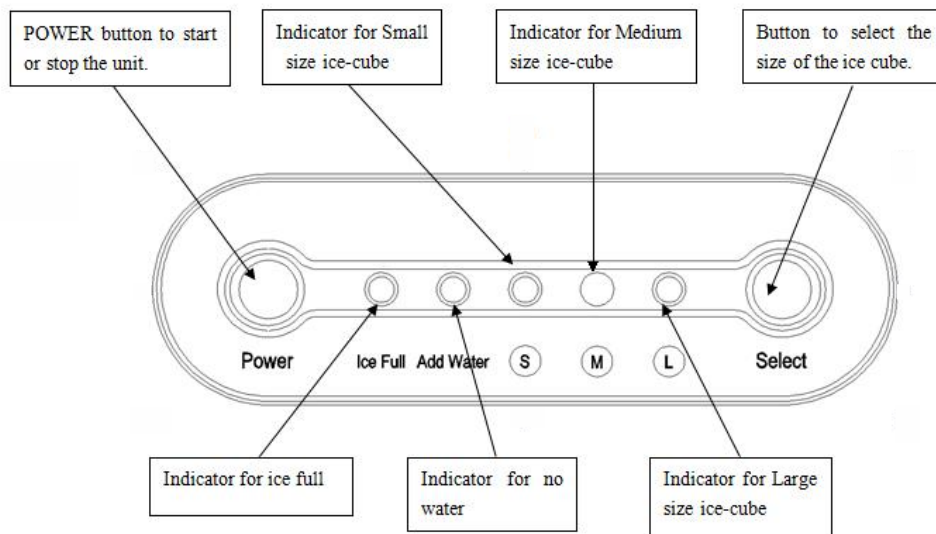 POWER button to start
or stop the unit.
Indicator for Small
size ice-cube
Indicator for Medium
size ice-cube
Button to select the
size of the ice cube.
Power
Ice Full
Add Water
S
M
L
Select
Indicator for ice full
Indicator for no
water
Indicator for Large
size ice-cube